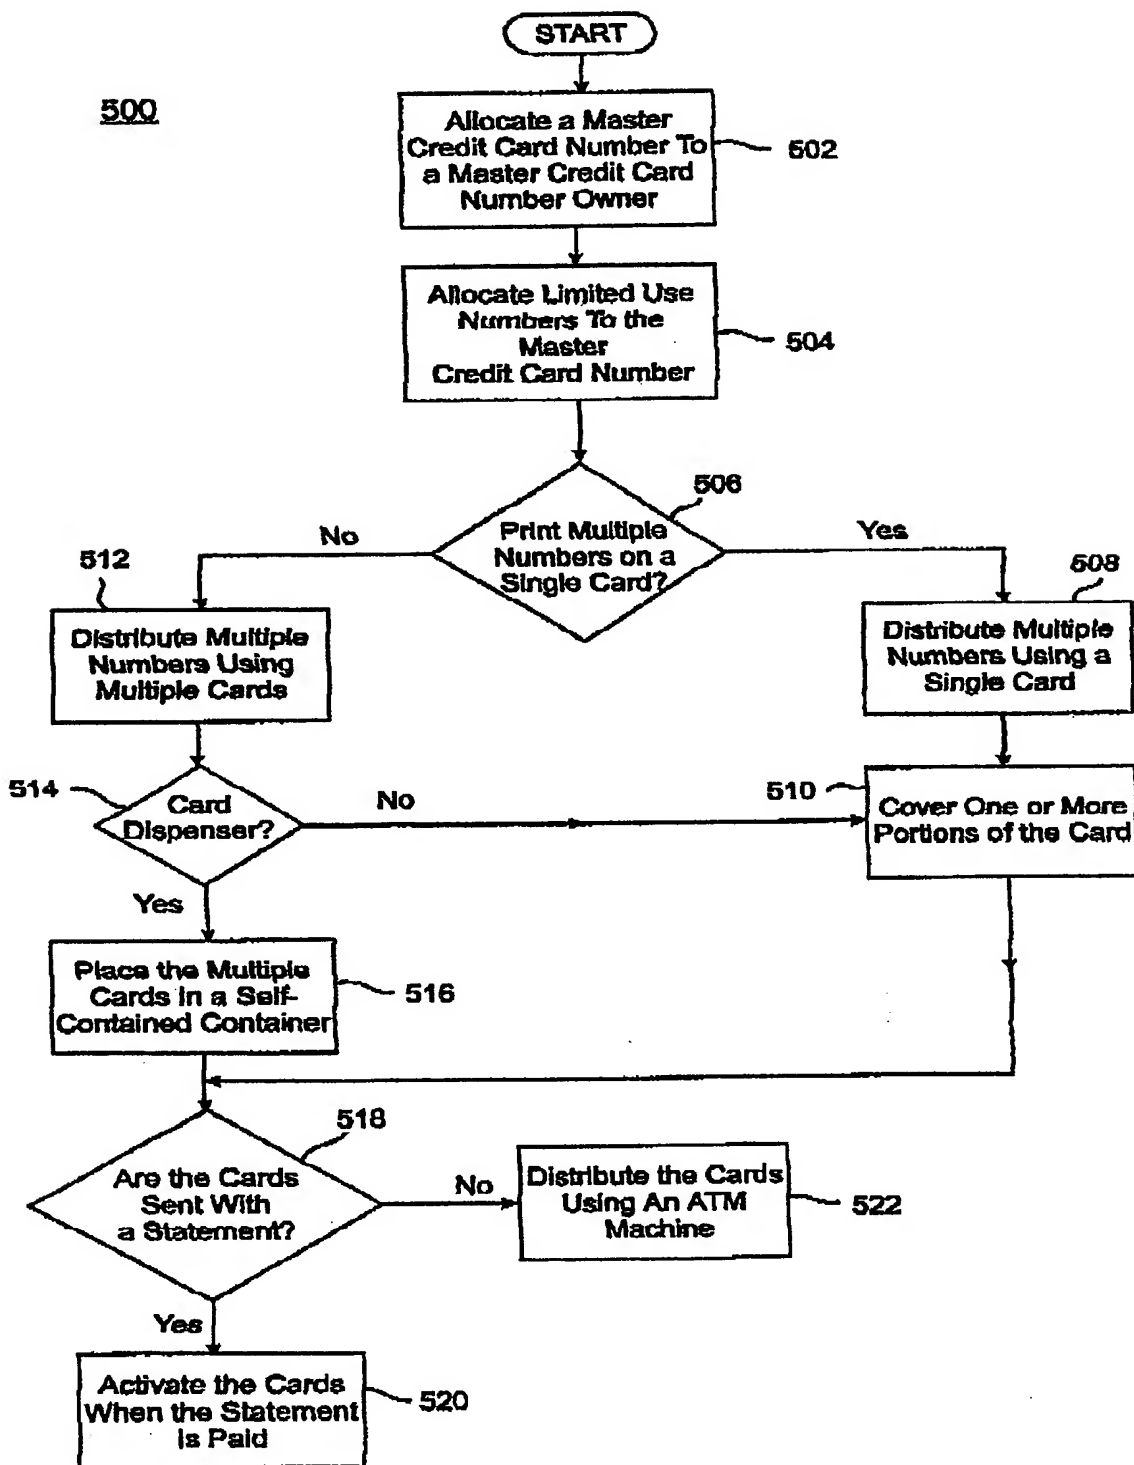 START
500
Allocate a Master
Credit Card Number To
a Master Credit Card
Number Owner
502
Allocate Limited Use
Numbers To the
Master
Credit Card Number
504
506
Print Multiple
Numbers on a
Single Card?
No
Yes
512
Distribute Multiple
Numbers Using
Multiple Cards
508
Distribute Multiple
Numbers Using a
Single Card
514
Card
Dispenser?
No
510
Cover One or More
Portions of the Card
Yes
Place the Multiple
Cards in a Self-
Contained Container
516
518
Are the Cards
Sent With
a Statement?
No
Distribute the Cards
Using An ATM
Machine
522
Yes
Activate the Cards
When the Statement
is Paid
520